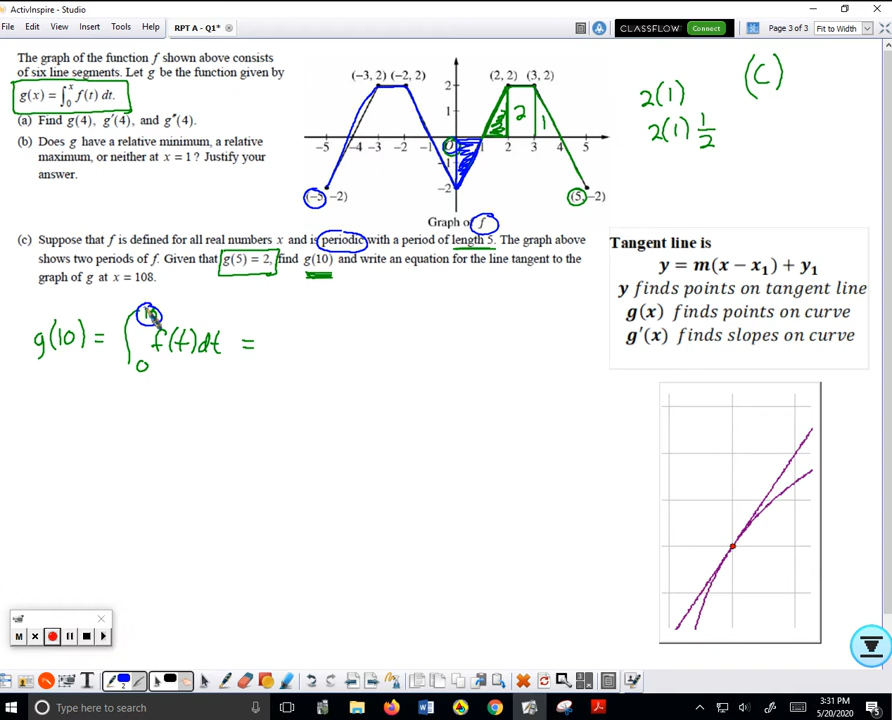 ActivInspire - Studio
File Edit View Insert Tools Help RPT A - Q1* CLASSFLOW Connect Page 3 of 3 Fit to Width
The graph of the function f shown above consists
of six line segments. Let g be the function given by
g(x) = ∫₀ˣ f(t) dt.
(a) Find g(4), g′(4), and g″(4).
(b) Does g have a relative minimum, a relative
maximum, or neither at x = 1? Justify your
answer.
(−3, 2) (−2, 2) (2, 2) (3, 2)
2
1
−5 −4 −3 −2 −1 0 1 2 3 4 5
−1
−2
2 1
(−5, −2) (5, −2)
Graph of f
2(1)
2(1) 1/2
(C)
(c) Suppose that f is defined for all real numbers x and is periodic with a period of length 5. The graph above
shows two periods of f. Given that g(5) = 2, find g(10) and write an equation for the line tangent to the
graph of g at x = 108.
Tangent line is
y = m(x − x₁) + y₁
y finds points on tangent line
g(x) finds points on curve
g′(x) finds slopes on curve
g(10) = ∫₀¹⁰ f(t)dt =
M
T
2
Type here to search
3:31 PM
5/20/2020
5